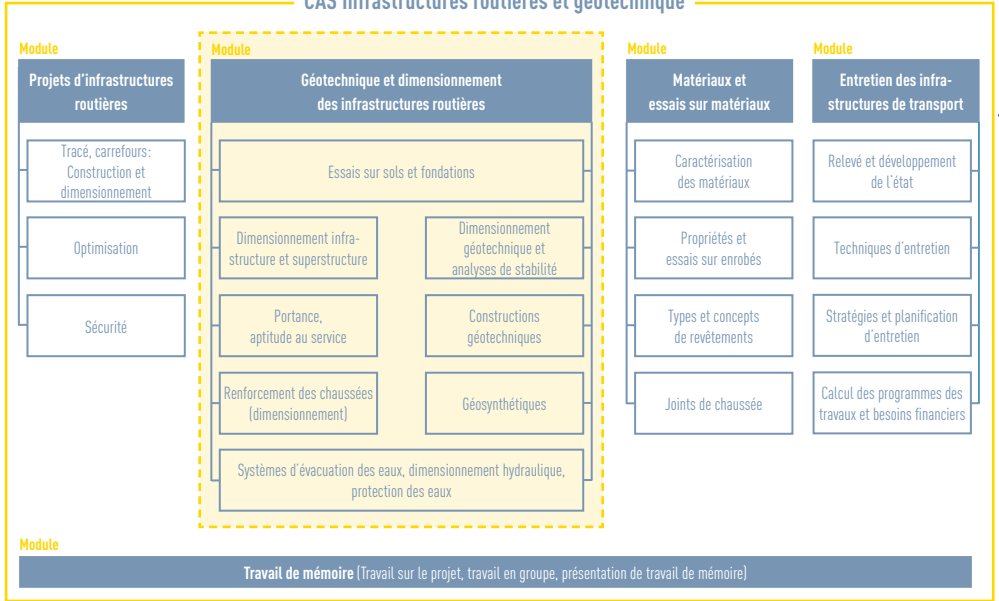 CAS Infrastructures routières et géotechnique
Module
Projets d'infrastructures
routières
Tracé, carrefours:
Construction et
dimensionnement
Optimisation
Sécurité
Module
Géotechnique et dimensionnement
des infrastructures routières
Essais sur sols et fondations
Dimensionnement infra-
structure et superstructure
Dimensionnement
géotechnique et
analyses de stabilité
Portance,
aptitude au service
Constructions
géotechniques
Renforcement des chaussées
(dimensionnement)
Géosynthétiques
Systèmes d'évacuation des eaux, dimensionnement hydraulique,
protection des eaux
Module
Matériaux et
essais sur matériaux
Caractérisation
des matériaux
Propriétés et
essais sur enrobés
Types et concepts
de revêtements
Joints de chaussée
Module
Entretien des infra-
structures de transport
Relevé et développement
de l'état
Techniques d'entretien
Stratégies et planification
d'entretien
Calcul des programmes des
travaux et besoins financiers
Module
Travail de mémoire (Travail sur le projet, travail en groupe, présentation de travail de mémoire)